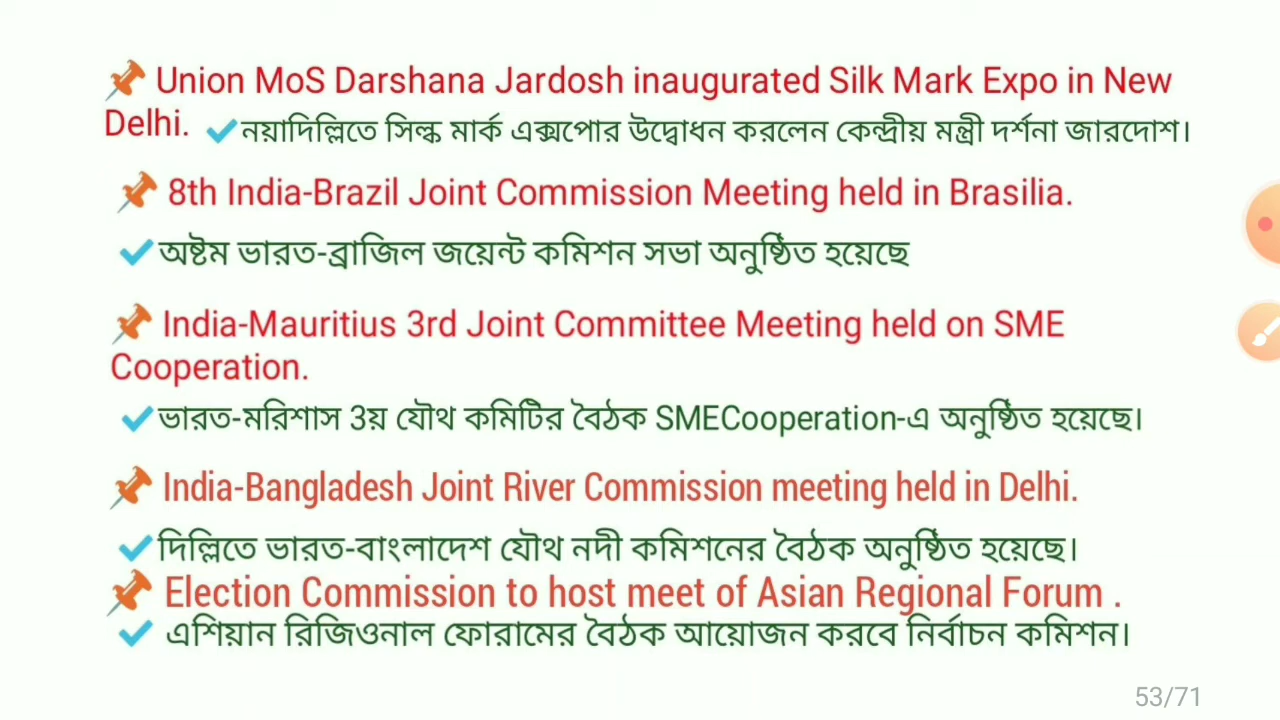 Union MoS Darshana Jardosh inaugurated Silk Mark Expo in New
Delhi. নয়াদিল্লিতে সিল্ক মার্ক এক্সপোর উদ্বোধন করলেন কেন্দ্রীয় মন্ত্রী দর্শনা জারদোশ।
8th India-Brazil Joint Commission Meeting held in Brasilia.
অষ্টম ভারত-ব্রাজিল জয়েন্ট কমিশন সভা অনুষ্ঠিত হয়েছে
India-Mauritius 3rd Joint Committee Meeting held on SME
Cooperation.
ভারত-মরিশাস 3য় যৌথ কমিটির বৈঠক SMECooperation-এ অনুষ্ঠিত হয়েছে।
India-Bangladesh Joint River Commission meeting held in Delhi.
দিল্লিতে ভারত-বাংলাদেশ যৌথ নদী কমিশনের বৈঠক অনুষ্ঠিত হয়েছে।
Election Commission to host meet of Asian Regional Forum .
এশিয়ান রিজিওনাল ফোরামের বৈঠক আয়োজন করবে নির্বাচন কমিশন।
53/71